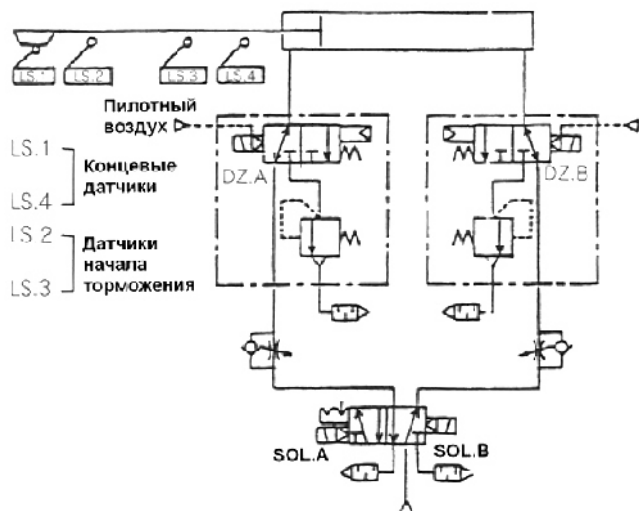 LS.1 LS.2 LS.3 LS.4
Пилотный
воздух
DZ.A DZ.B
LS.1
Концевые
датчики
LS.4
LS.2
Датчики
начала
торможения
LS.3
SOL.A SOL.B